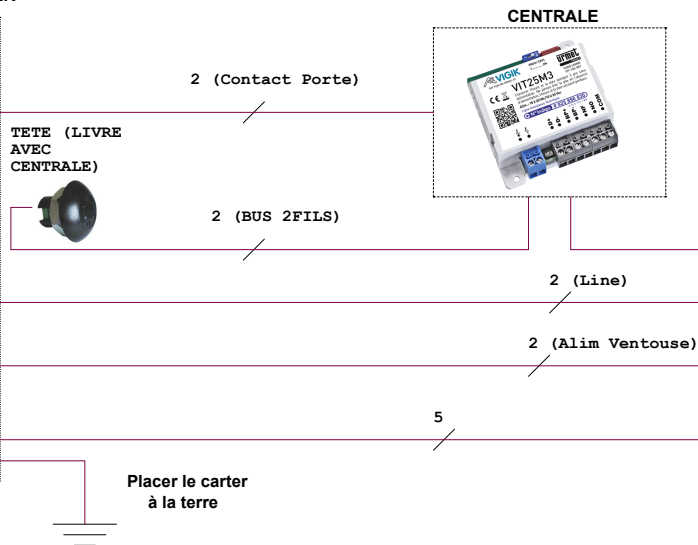 CENTRALE
2 (Contact Porte)
VIGIK
urmet
VIT25M3
TETE (LIVRE
AVEC
CENTRALE)
2 (BUS 2FILS)
2 (Line)
2 (Alim Ventouse)
5
Placer le carter
à la terre